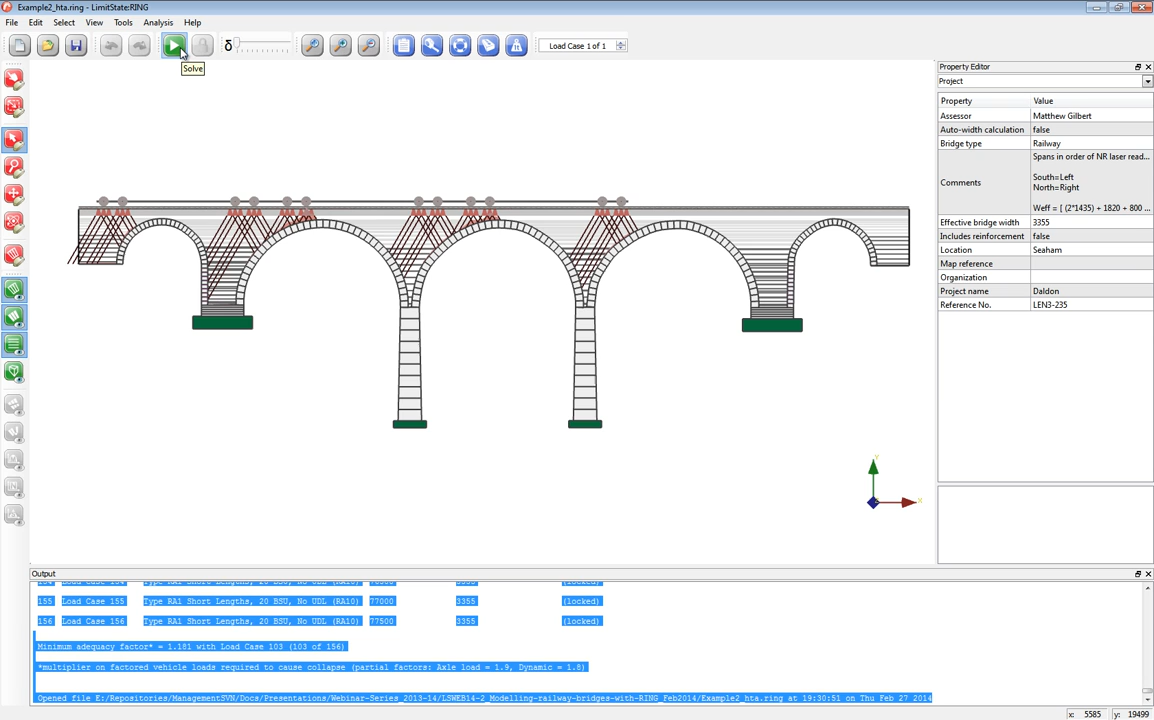 Example2_hta.ring - LimitState:RING
File Edit Select View Tools Analysis Help
δ Load Case 1 of 1
Solve
Property Editor
Project
Property Value
Assessor Matthew Gilbert
Auto-width calculation false
Bridge type Railway
Comments Spans in order of NR laser read...
South=Left
North=Right
Weff = [ (2*1435) + 1820 + 800 ...
Effective bridge width 3355
Includes reinforcement false
Location Seaham
Map reference
Organization
Project name Daldon
Reference No. LEN3-235
Y
X
Output
155 Load Case 155 Type RA1 Short Lengths, 20 BSU, No UDL (RA10) 77000 3355 (locked)
156 Load Case 156 Type RA1 Short Lengths, 20 BSU, No UDL (RA10) 77500 3355 (locked)
Minimum adequacy factor* = 1.181 with Load Case 103 (103 of 156)
*multiplier on factored vehicle loads required to cause collapse (partial factors: Axle load = 1.9, Dynamic = 1.8)
Opened file E:/Repositories/ManagementSVN/Docs/Presentations/Webinar-Series_2013-14/LSWEB14-2_Modelling-railway-bridges-with-RING_Feb2014/Example2_hta.ring at 19:30:51 on Thu Feb 27 2014
x: 5585 y: 19499